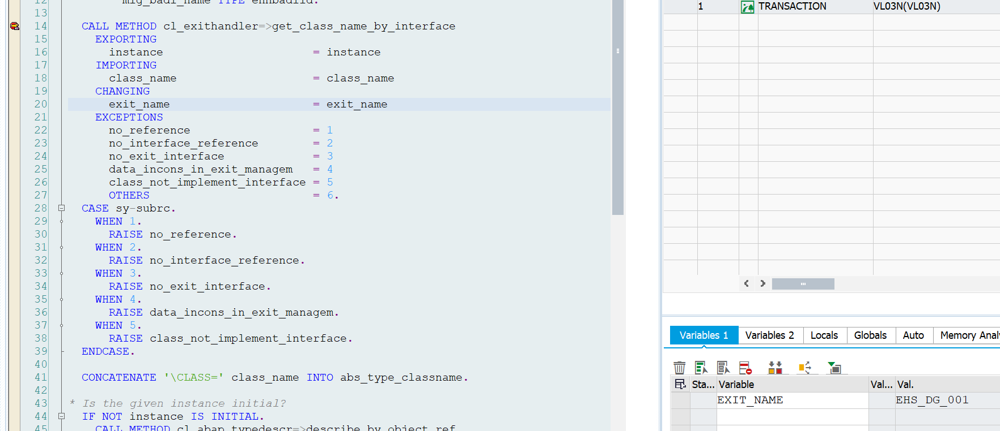 12 mig_badi_name TYPE enhbadiid.
13
14 CALL METHOD cl_exithandler=>get_class_name_by_interface
15 EXPORTING
16 instance = instance
17 IMPORTING
18 class_name = class_name
19 CHANGING
20 exit_name = exit_name
21 EXCEPTIONS
22 no_reference = 1
23 no_interface_reference = 2
24 no_exit_interface = 3
25 data_incons_in_exit_managem = 4
26 class_not_implement_interface = 5
27 OTHERS = 6.
28 CASE sy-subrc.
29 WHEN 1.
30 RAISE no_reference.
31 WHEN 2.
32 RAISE no_interface_reference.
33 WHEN 3.
34 RAISE no_exit_interface.
35 WHEN 4.
36 RAISE data_incons_in_exit_managem.
37 WHEN 5.
38 RAISE class_not_implement_interface.
39 ENDCASE.
40
41 CONCATENATE '\CLASS=' class_name INTO abs_type_classname.
42
43 * Is the given instance initial?
44 IF NOT instance IS INITIAL.
45 CALL METHOD cl_abap_typedescr=>describe_by_object_ref
1 TRANSACTION VL03N(VL03N)
Variables 1 Variables 2 Locals Globals Auto Memory Anal
Sta... Variable Val... Val.
EXIT_NAME EHS_DG_001